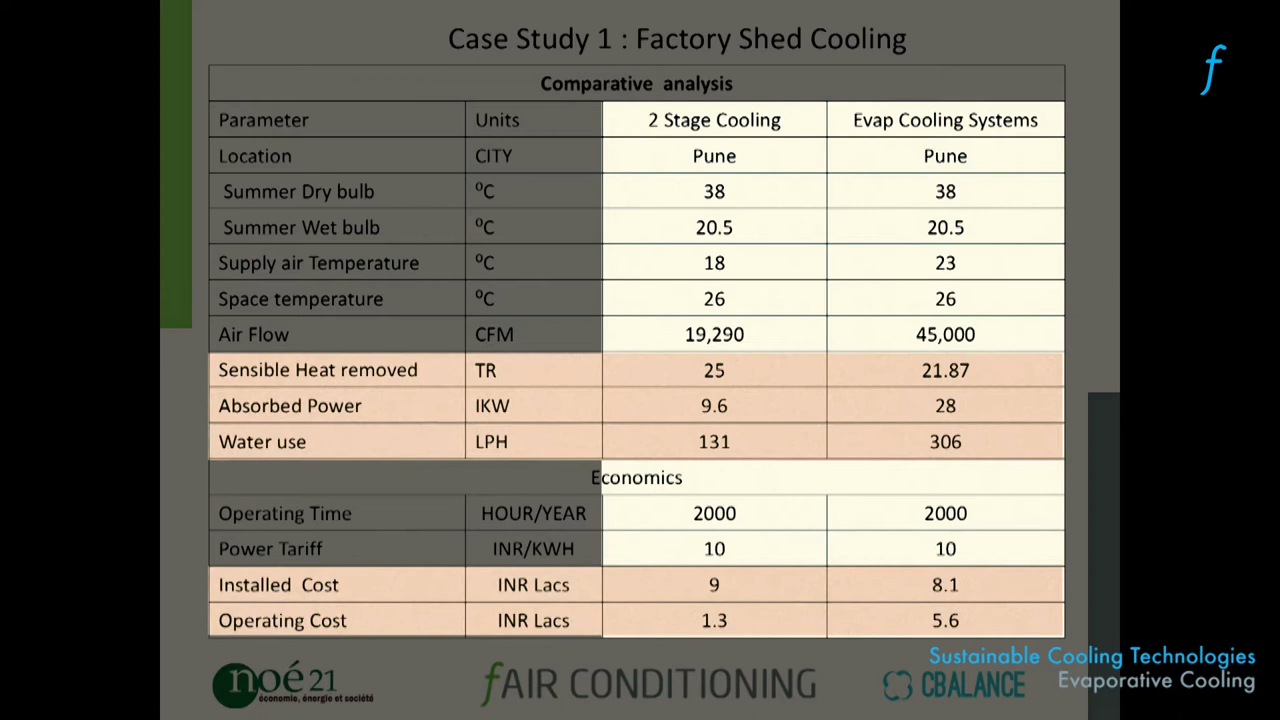 Case Study 1 : Factory Shed Cooling
f
Comparative analysis
Parameter Units 2 Stage Cooling Evap Cooling Systems
Location CITY Pune Pune
Summer Dry bulb ⁰C 38 38
Summer Wet bulb ⁰C 20.5 20.5
Supply air Temperature ⁰C 18 23
Space temperature ⁰C 26 26
Air Flow CFM 19,290 45,000
Sensible Heat removed TR 25 21.87
Absorbed Power IKW 9.6 28
Water use LPH 131 306
Economics
Operating Time HOUR/YEAR 2000 2000
Power Tariff INR/KWH 10 10
Installed Cost INR Lacs 9 8.1
Operating Cost INR Lacs 1.3 5.6
noé21
économie, énergie et société
fAIR CONDITIONING
CBALANCE
Sustainable Cooling Technologies
Evaporative Cooling